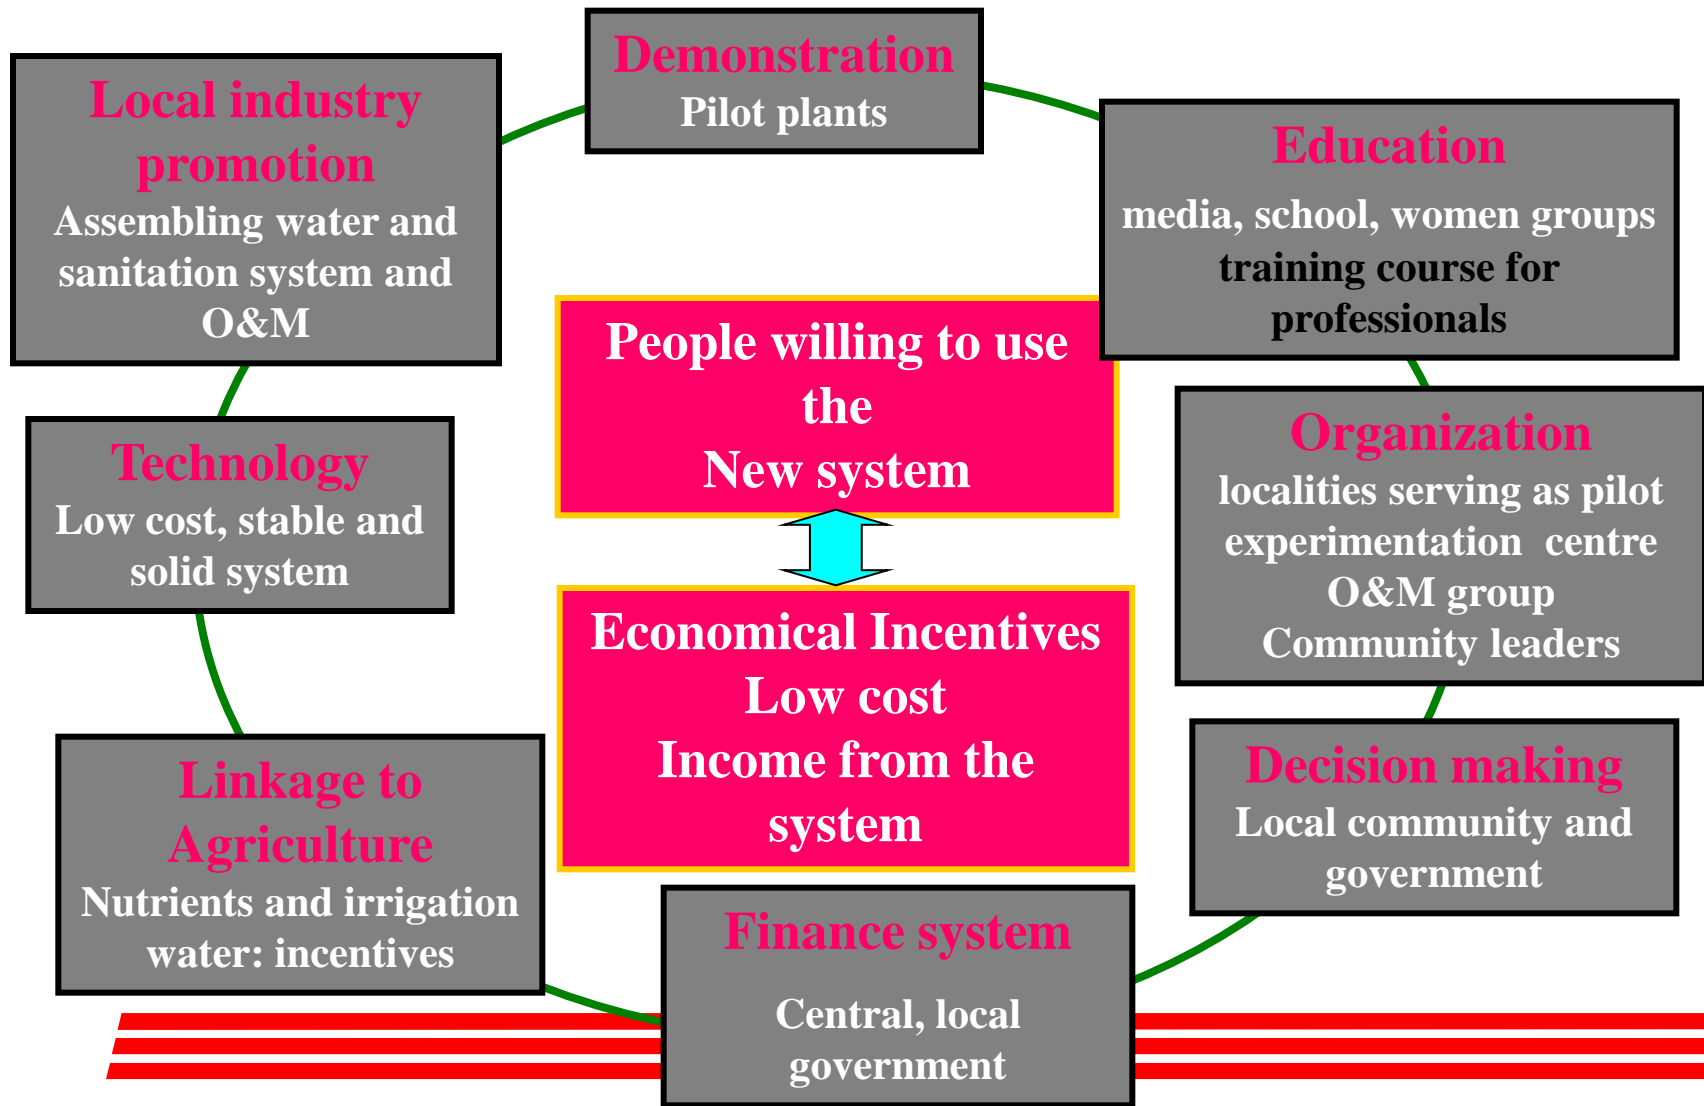 Demonstration
Pilot plants
Local industry
promotion
Assembling water and
sanitation system and
O&M
Education
media, school, women groups
training course for
professionals
People willing to use
the
New system
Technology
Low cost, stable and
solid system
Organization
localities serving as pilot
experimentation centre
O&M group
Community leaders
Economical Incentives
Low cost
Income from the
system
Linkage to
Agriculture
Nutrients and irrigation
water: incentives
Decision making
Local community and
government
Finance system
Central, local
government